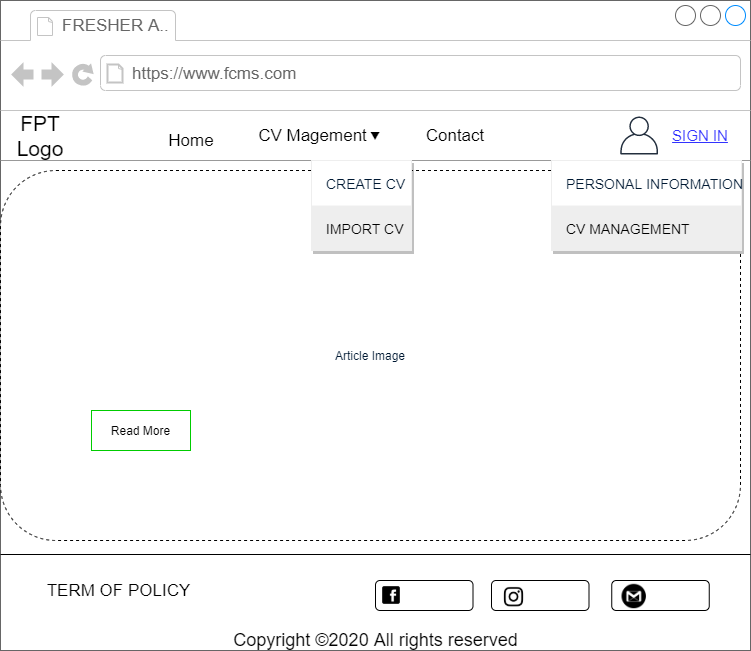 FRESHER A..
https://www.fcms.com
FPT
Logo
Home
CV Magement
Contact
SIGN IN
CREATE CV
IMPORT CV
PERSONAL INFORMATION
CV MANAGEMENT
Article Image
Read More
TERM OF POLICY
Copyright ©2020 All rights reserved